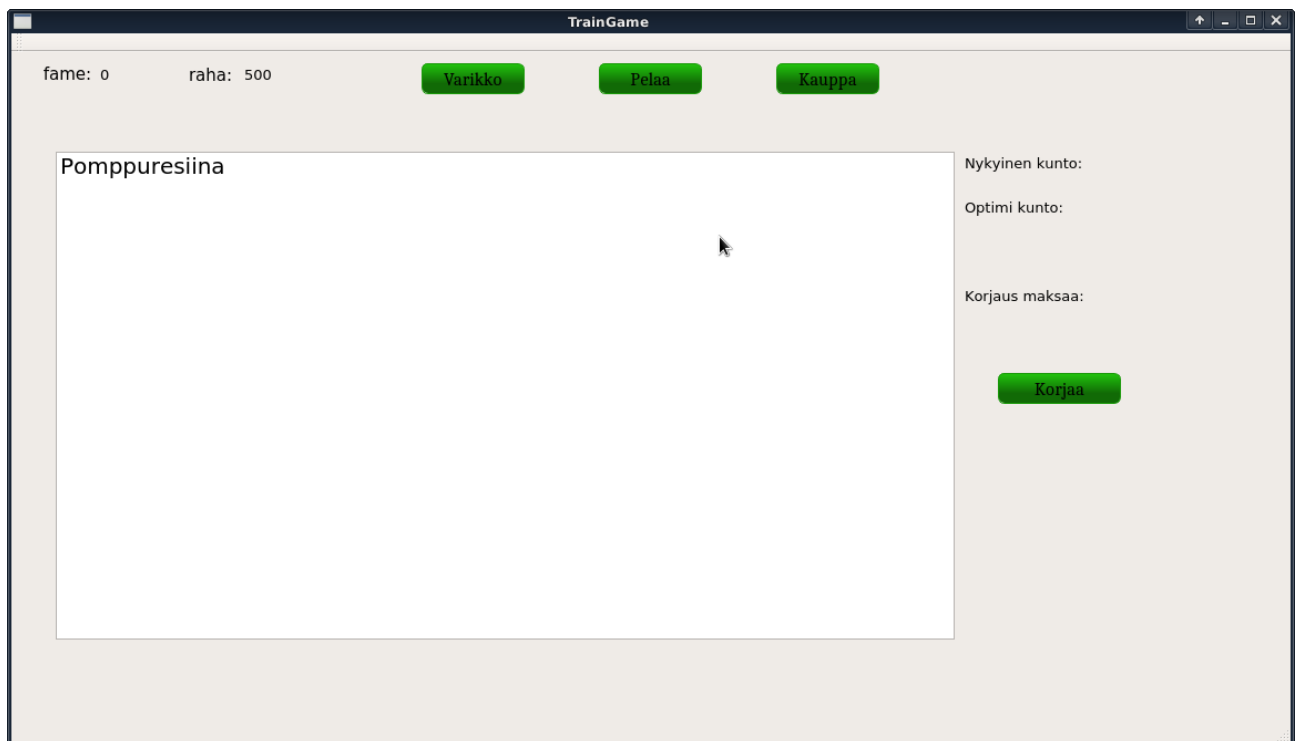 TrainGame
fame: 0 raha: 500 Varikko Pelaa Kauppa
Pomppuresiina
Nykyinen kunto:
Optimi kunto:
Korjaus maksaa:
Korjaa